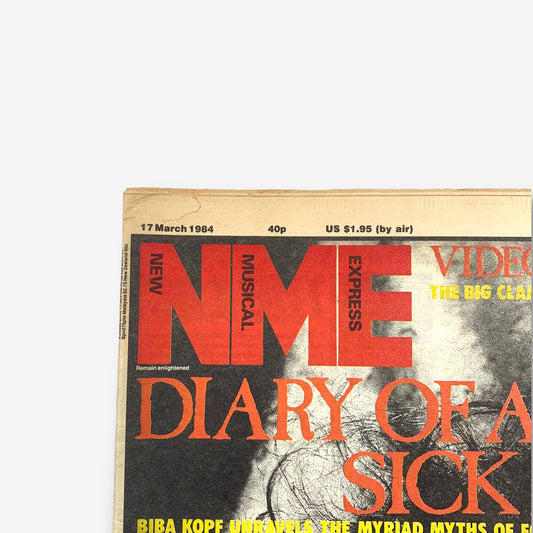 17 March 1984 40p US $1.95 (by air)
NME
NEW MUSICAL EXPRESS
VIDEO
THE BIG CLA
Remain enlightened
DIARY OF A
SICK
BIBA KOPF UNRAVELS THE MYRIAD MYTHS OF